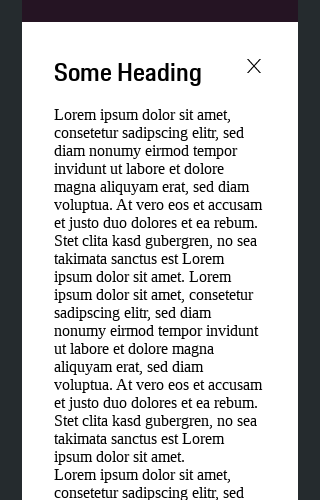 Some Heading
Lorem ipsum dolor sit amet,
consetetur sadipscing elitr, sed
diam nonumy eirmod tempor
invidunt ut labore et dolore
magna aliquyam erat, sed diam
voluptua. At vero eos et accusam
et justo duo dolores et ea rebum.
Stet clita kasd gubergren, no sea
takimata sanctus est Lorem
ipsum dolor sit amet. Lorem
ipsum dolor sit amet, consetetur
sadipscing elitr, sed diam
nonumy eirmod tempor invidunt
ut labore et dolore magna
aliquyam erat, sed diam
voluptua. At vero eos et accusam
et justo duo dolores et ea rebum.
Stet clita kasd gubergren, no sea
takimata sanctus est Lorem
ipsum dolor sit amet.
Lorem ipsum dolor sit amet,
consetetur sadipscing elitr, sed